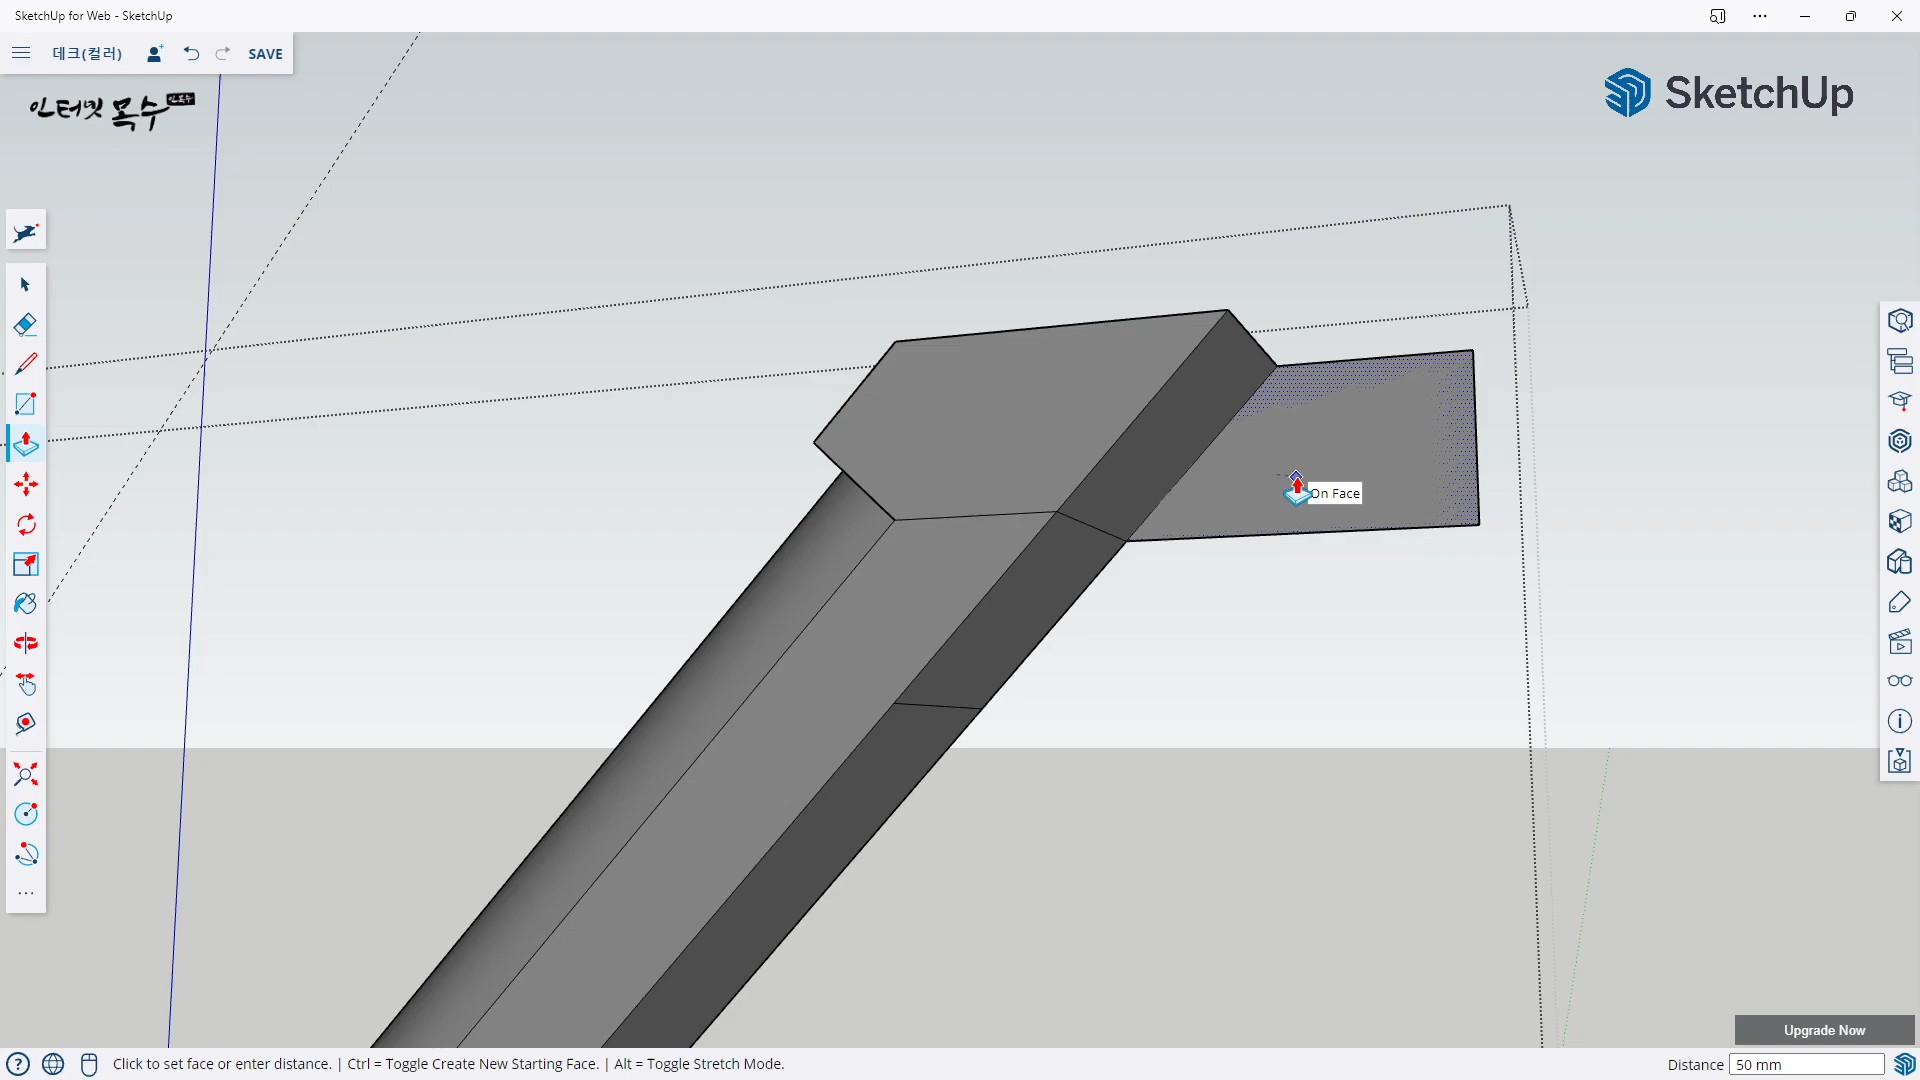 SketchUp for Web - SketchUp
데크(컬러)
SAVE
인터넷 목수
SketchUp
On Face
Upgrade Now
Click to set face or enter distance. | Ctrl = Toggle Create New Starting Face. | Alt = Toggle Stretch Mode.
Distance 50 mm